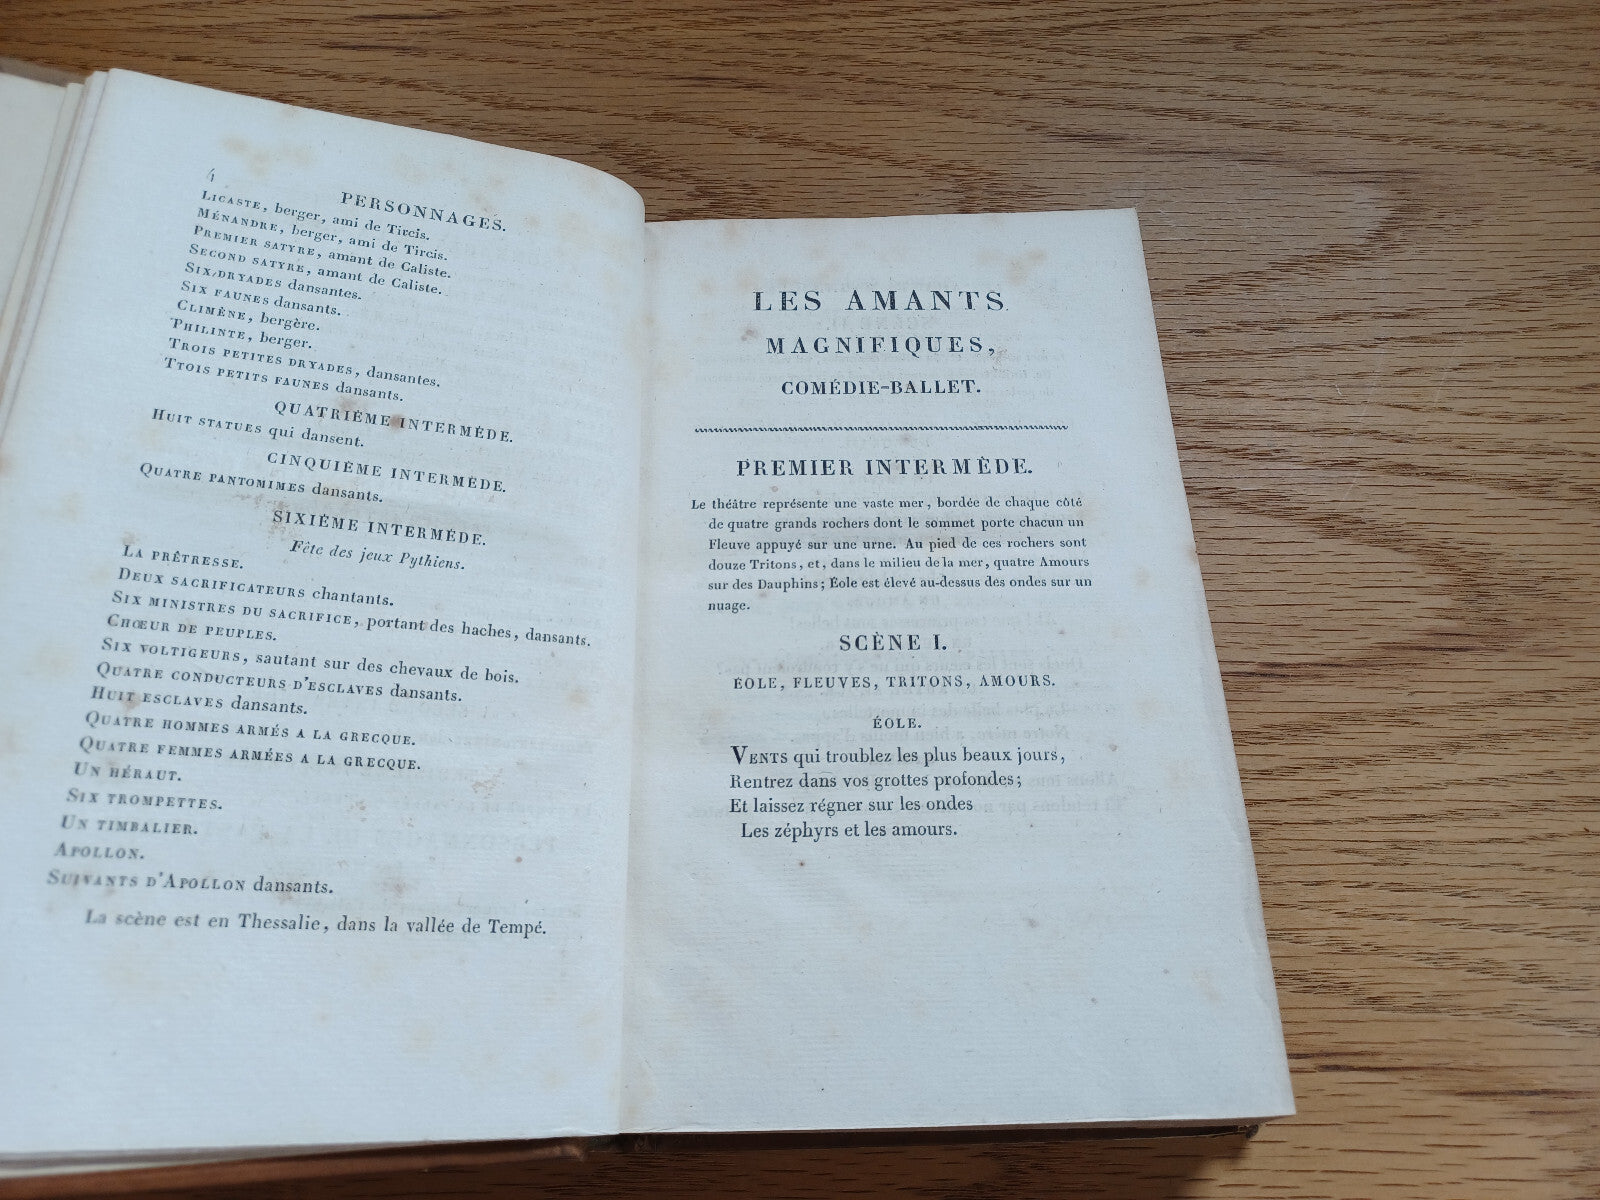 4
PERSONNAGES.
LICASTE, berger, ami de Tircis.
MÉNANDRE, berger, ami de Tircis.
PREMIER SATYRE, amant de Caliste.
SECOND SATYRE, amant de Caliste.
SIX DRYADES dansantes.
SIX FAUNES dansants.
CLIMÈNE, bergère.
PHILINTE, berger.
TROIS PETITES DRYADES, dansantes.
TTOIS PETITS FAUNES dansants.
QUATRIÈME INTERMÈDE.
HUIT STATUES qui dansent.
CINQUIÈME INTERMÈDE.
QUATRE PANTOMIMES dansants.
SIXIÈME INTERMÈDE.
Fête des jeux Pythiens.
LA PRÊTRESSE.
DEUX SACRIFICATEURS chantants.
SIX MINISTRES DU SACRIFICE, portant des haches, dansants.
CHŒUR DE PEUPLES.
SIX VOLTIGEURS, sautant sur des chevaux de bois.
QUATRE CONDUCTEURS D'ESCLAVES dansants.
HUIT ESCLAVES dansants.
QUATRE HOMMES ARMÉS A LA GRECQUE.
QUATRE FEMMES ARMÉES A LA GRECQUE.
UN HÉRAUT.
SIX TROMPETTES.
UN TIMBALIER.
APOLLON.
SUIVANTS D'APOLLON dansants.
La scène est en Thessalie, dans la vallée de Tempé.
LES AMANTS
MAGNIFIQUES,
COMÉDIE-BALLET.
PREMIER INTERMÈDE.
Le théâtre représente une vaste mer, bordée de chaque côté
de quatre grands rochers dont le sommet porte chacun un
Fleuve appuyé sur une urne. Au pied de ces rochers sont
douze Tritons, et, dans le milieu de la mer, quatre Amours
sur des Dauphins; Éole est élevé au-dessus des ondes sur un
nuage.
SCÈNE I.
ÉOLE, FLEUVES, TRITONS, AMOURS.
ÉOLE.
VENTS qui troublez les plus beaux jours,
Rentrez dans vos grottes profondes;
Et laissez régner sur les ondes
Les zéphyrs et les amours.